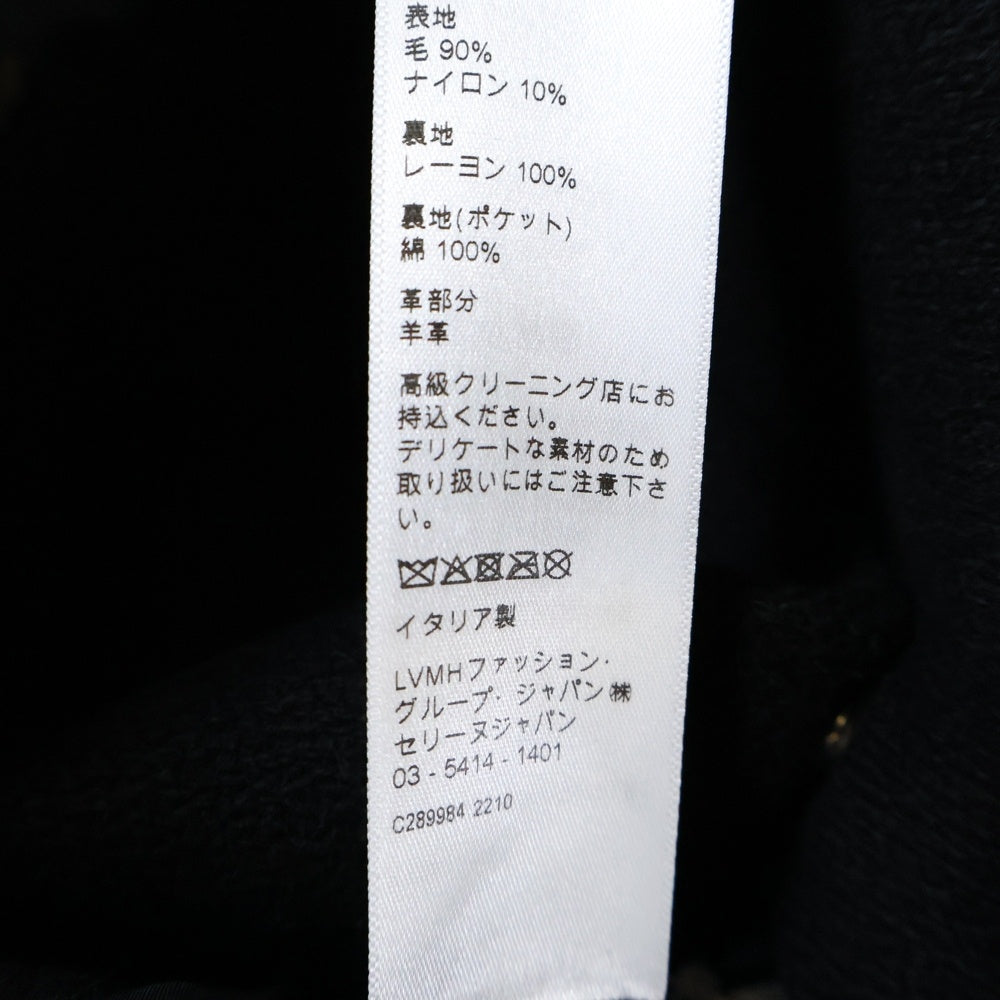 表地
毛 90%
ナイロン 10%
裏地
レーヨン 100%
裏地(ポケット)
綿 100%
革部分
羊革
高級クリーニング店にお
持込ください。
デリケートな素材のため
取り扱いにはご注意下さ
い。
イタリア製
LVMHファッション·
グループ· ジャパン㈱
セリーヌジャパン
03 - 5414 - 1401
C289984 2210